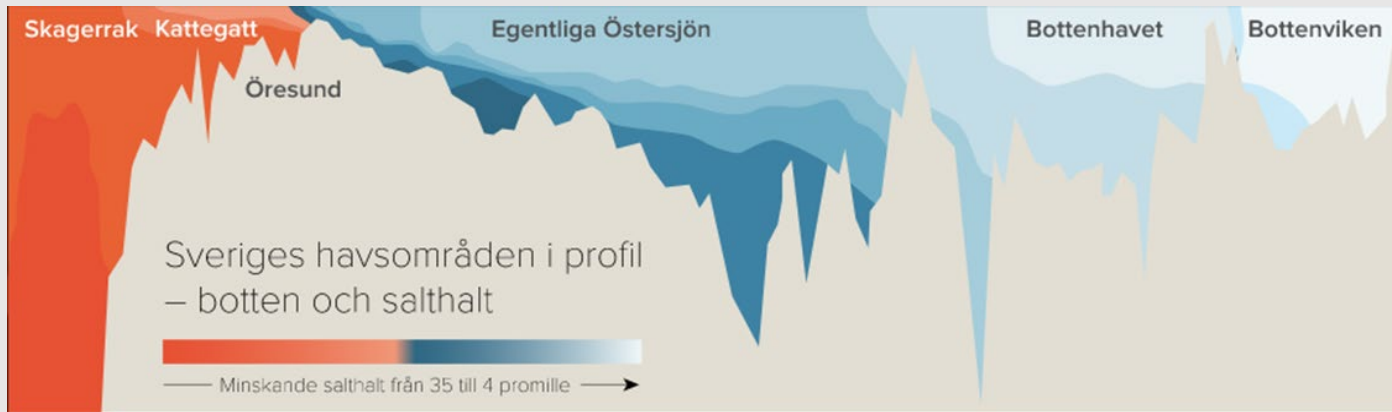 Skagerrak Kattegatt Egentliga Östersjön Bottenhavet Bottenviken
Öresund
Sveriges havsområden i profil
– botten och salthalt
Minskande salthalt från 35 till 4 promille